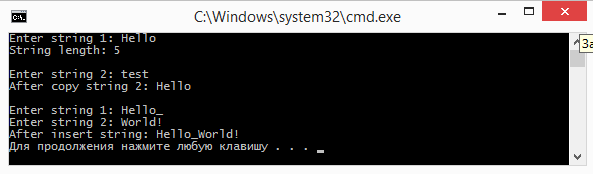 C:\Windows\system32\cmd.exe
C:\.
Enter string 1: Hello
String length: 5
Enter string 2: test
After copy string 2: Hello
Enter string 1: Hello_
Enter string 2: World!
After insert string: Hello_World!
Для продолжения нажмите любую клавишу . . .
За